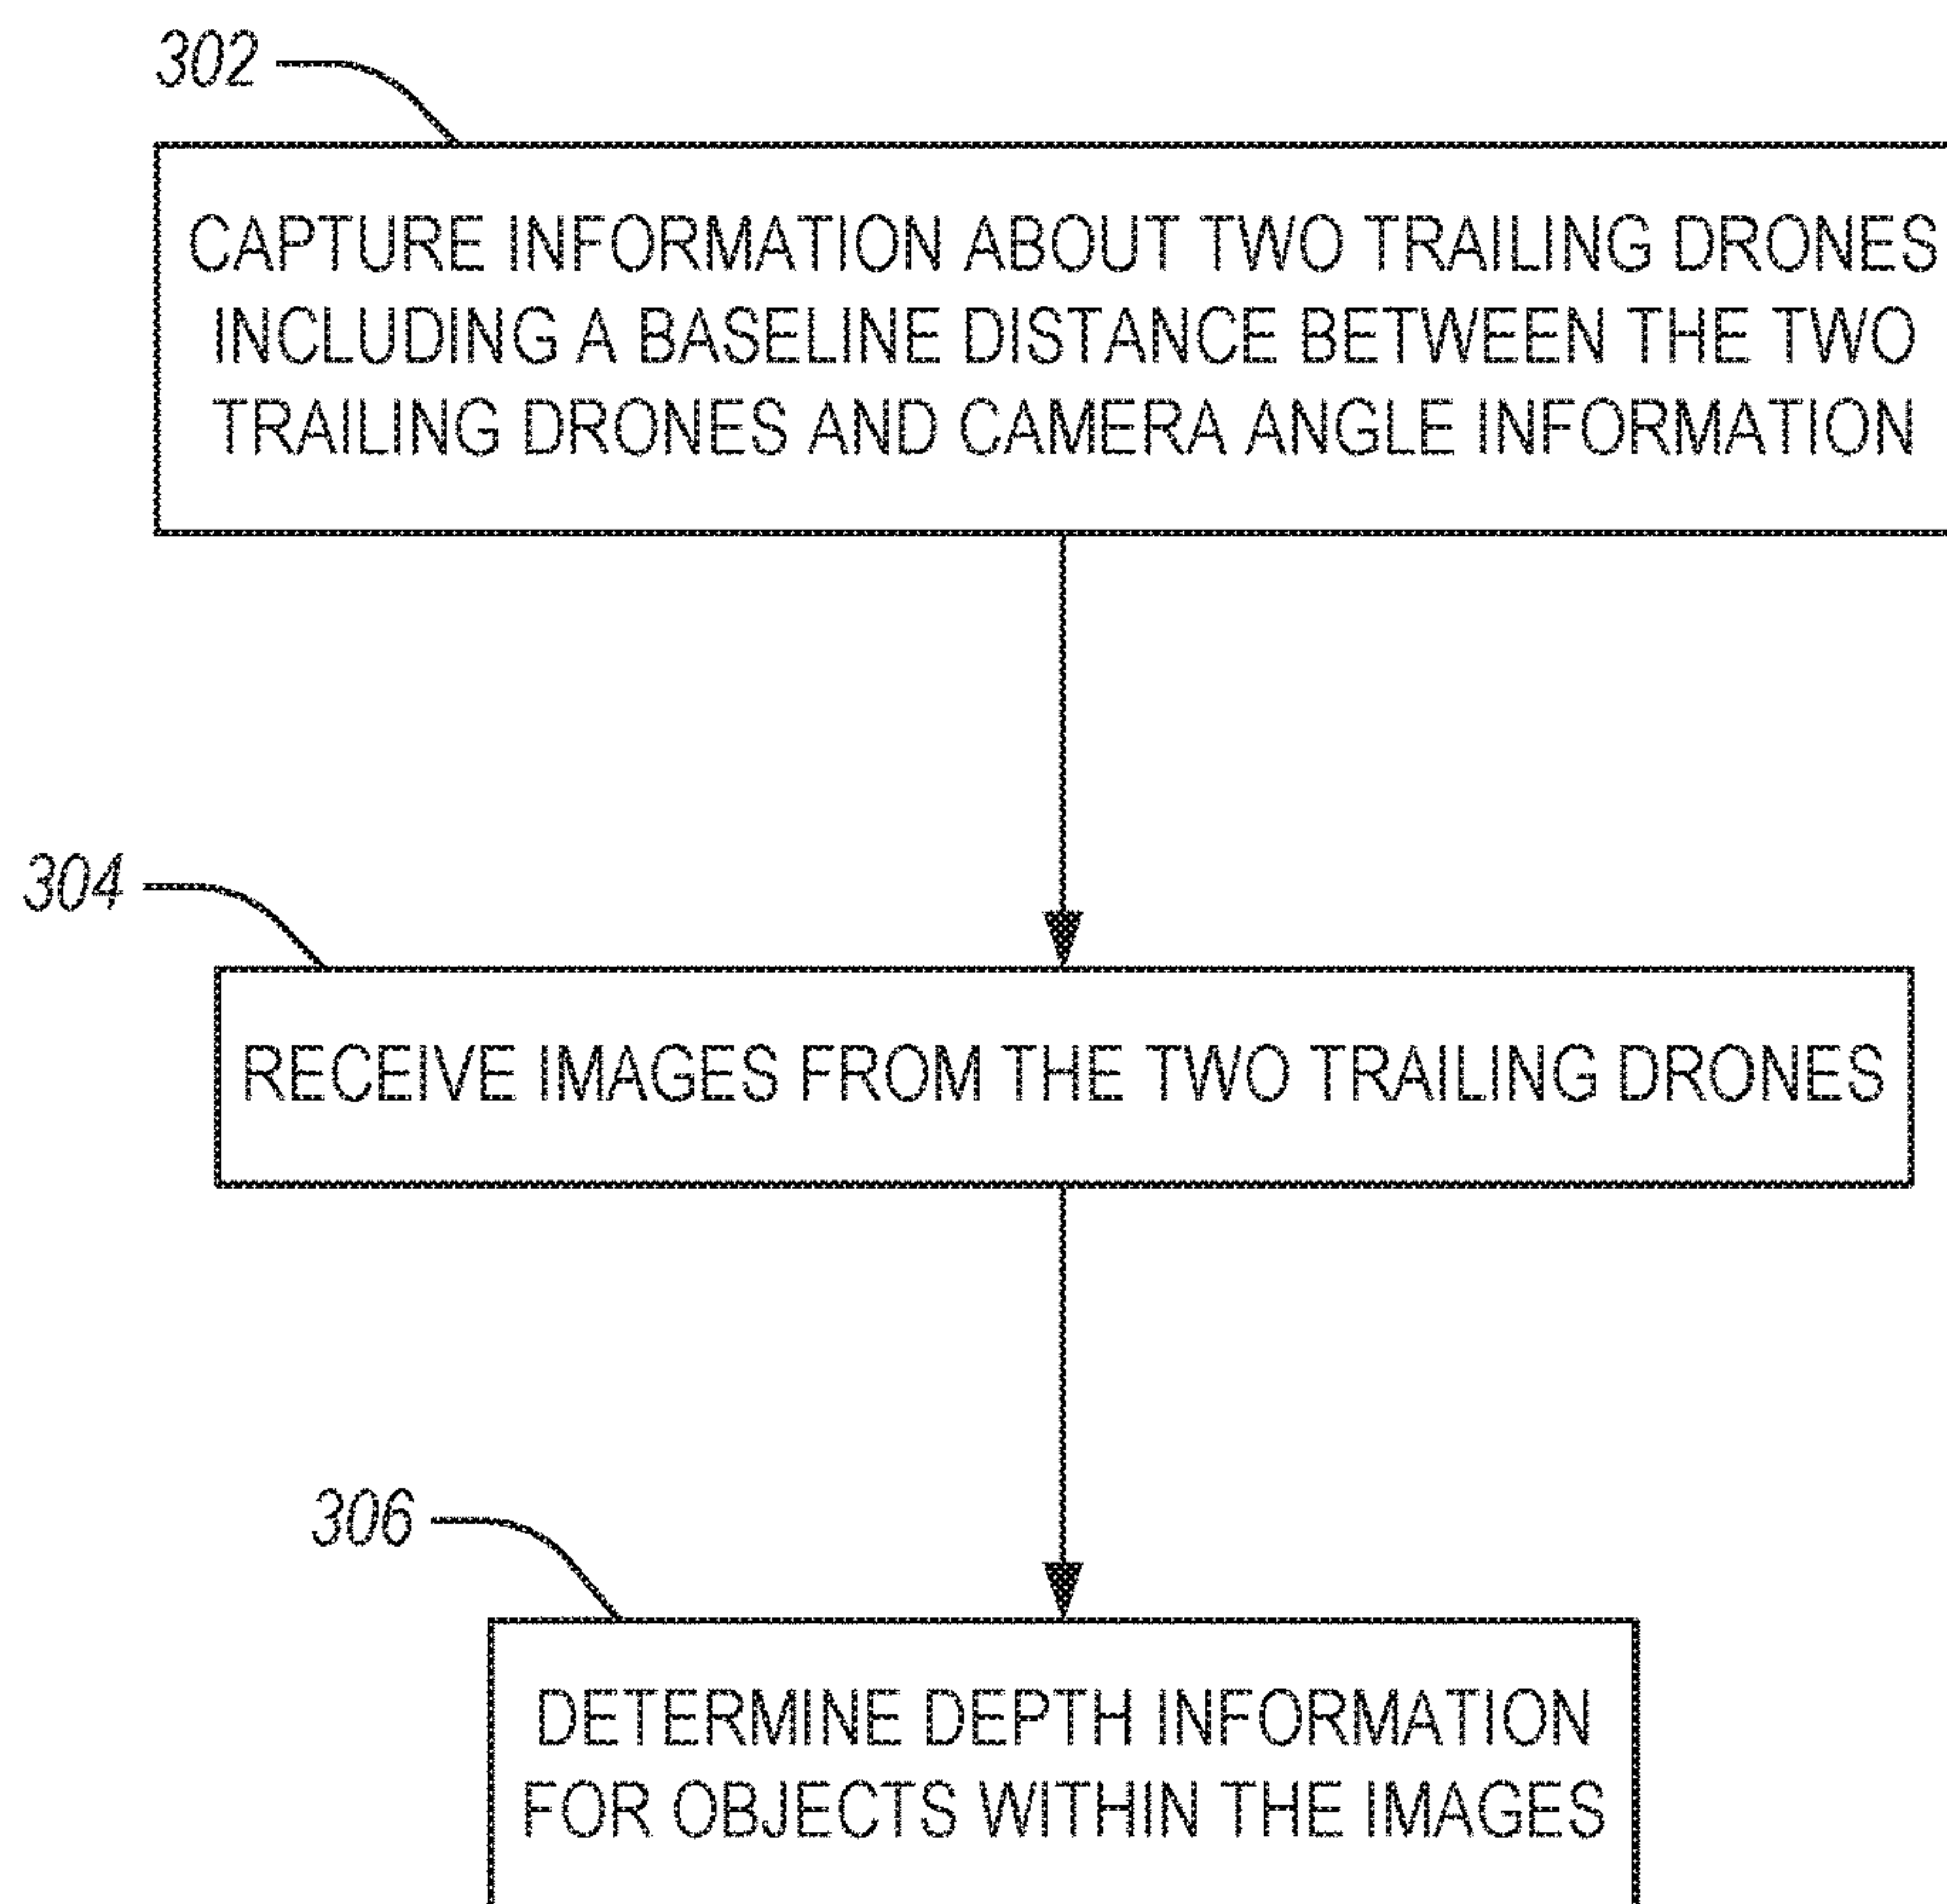 302
CAPTURE INFORMATION ABOUT TWO TRAILING DRONES
INCLUDING A BASELINE DISTANCE BETWEEN THE TWO
TRAILING DRONES AND CAMERA ANGLE INFORMATION
304
RECEIVE IMAGES FROM THE TWO TRAILING DRONES
306
DETERMINE DEPTH INFORMATION
FOR OBJECTS WITHIN THE IMAGES